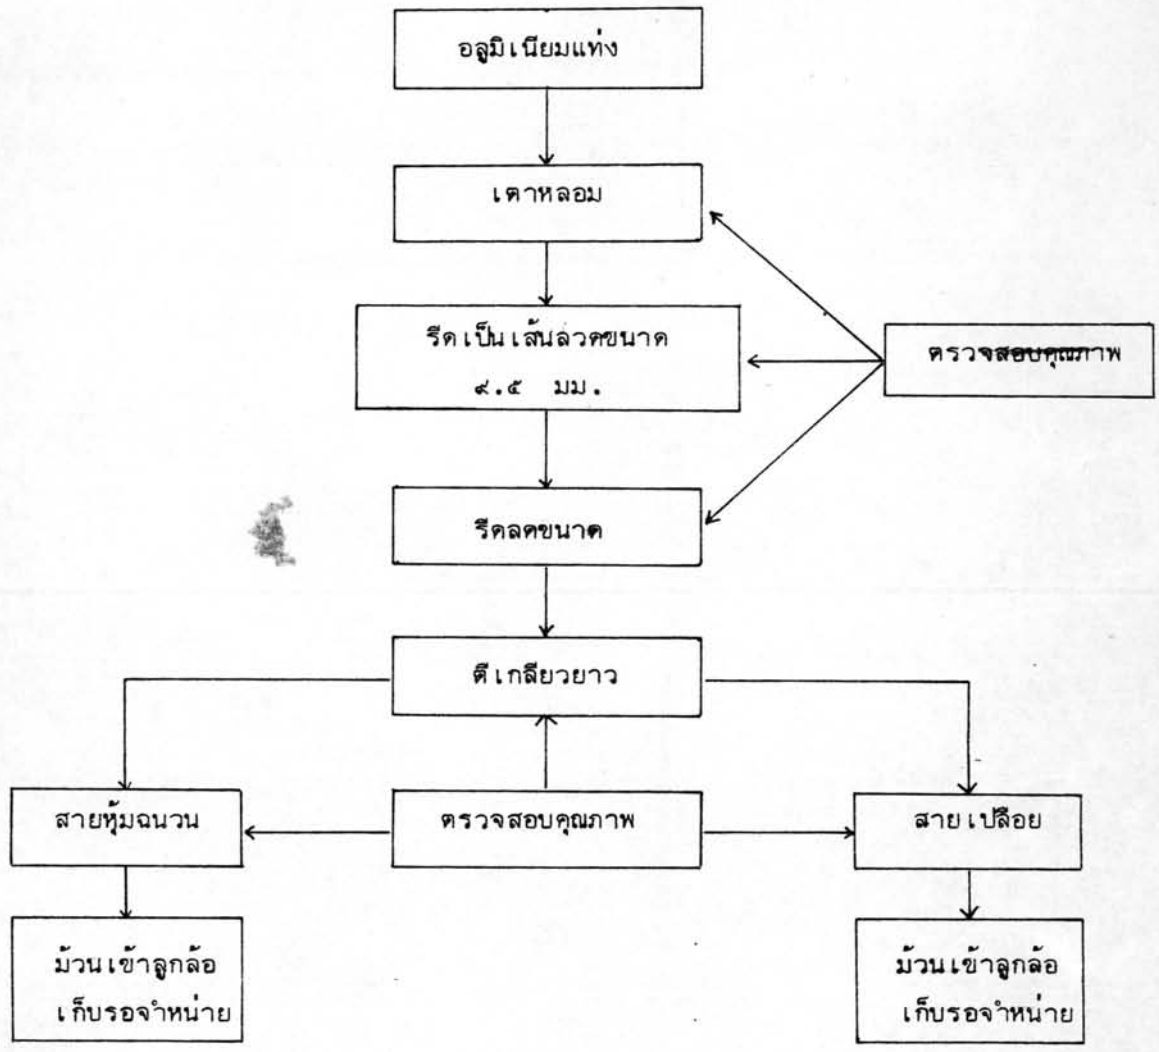 อลูมิเนียมแท่ง
เตาหลอม
รีดเป็นเส้นลวดขนาด
๙.๕ มม.
ตรวจสอบคุณภาพ
รีดลดขนาด
ตีเกลียวยาว
สายหุ้มฉนวน
ตรวจสอบคุณภาพ
สายเปลือย
ม้วนเข้าลูกล้อ
เก็บรอจำหน่าย
ม้วนเข้าลูกล้อ
เก็บรอจำหน่าย